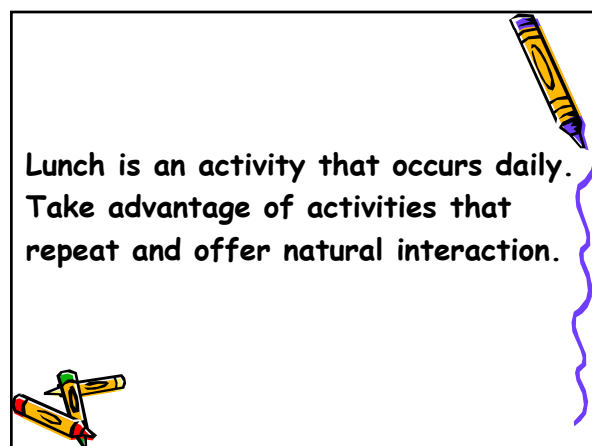 Lunch is an activity that occurs daily.
Take advantage of activities that
repeat and offer natural interaction.